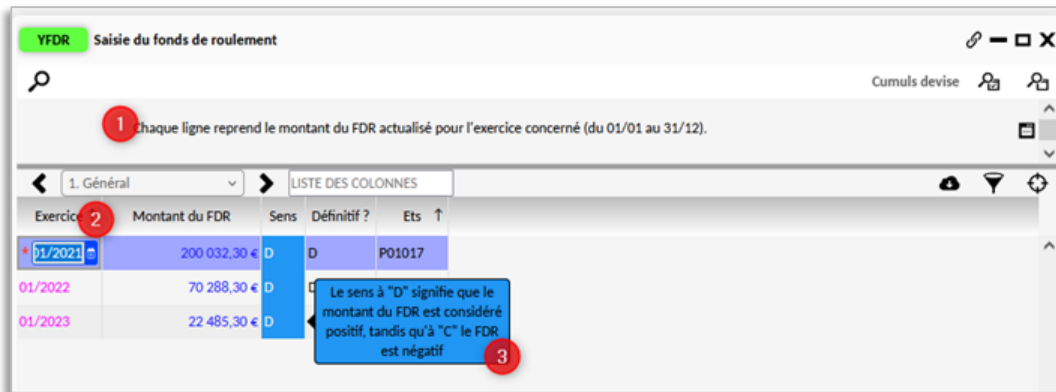 YFDR Saisie du fonds de roulement
Cumuls devise
1 Chaque ligne reprend le montant du FDR actualisé pour l'exercice concerné (du 01/01 au 31/12).
1. Général LISTE DES COLONNES
Exercice 2 Montant du FDR Sens Définitif ? Ets ↑
* 01/2021 200 032,30 € D D P01017
01/2022 70 288,30 € D
01/2023 22 485,30 € D
Le sens à "D" signifie que le
montant du FDR est considéré
positif, tandis qu'à "C" le FDR
est négatif
3